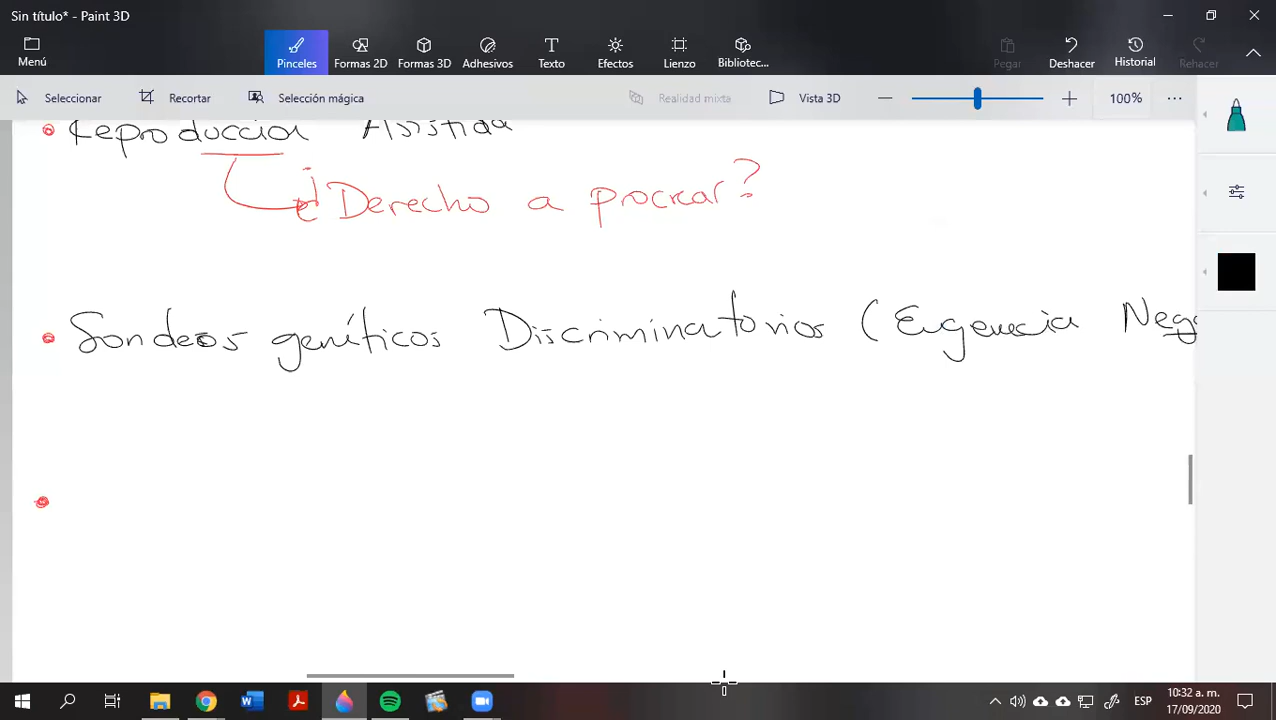 Sin título* - Paint 3D
Menú
Pinceles
Formas 2D
Formas 3D
Adhesivos
Texto
Efectos
Lienzo
Bibliotec...
Pegar
Deshacer
Historial
Rehacer
Seleccionar
Recortar
Selección mágica
Realidad mixta
Vista 3D
100%
Reproduccion Asistida
¿Derecho a procrear?
Sondeos genéticos Discriminatorios (Eugenecia Nega
ESP
10:32 a. m.
17/09/2020